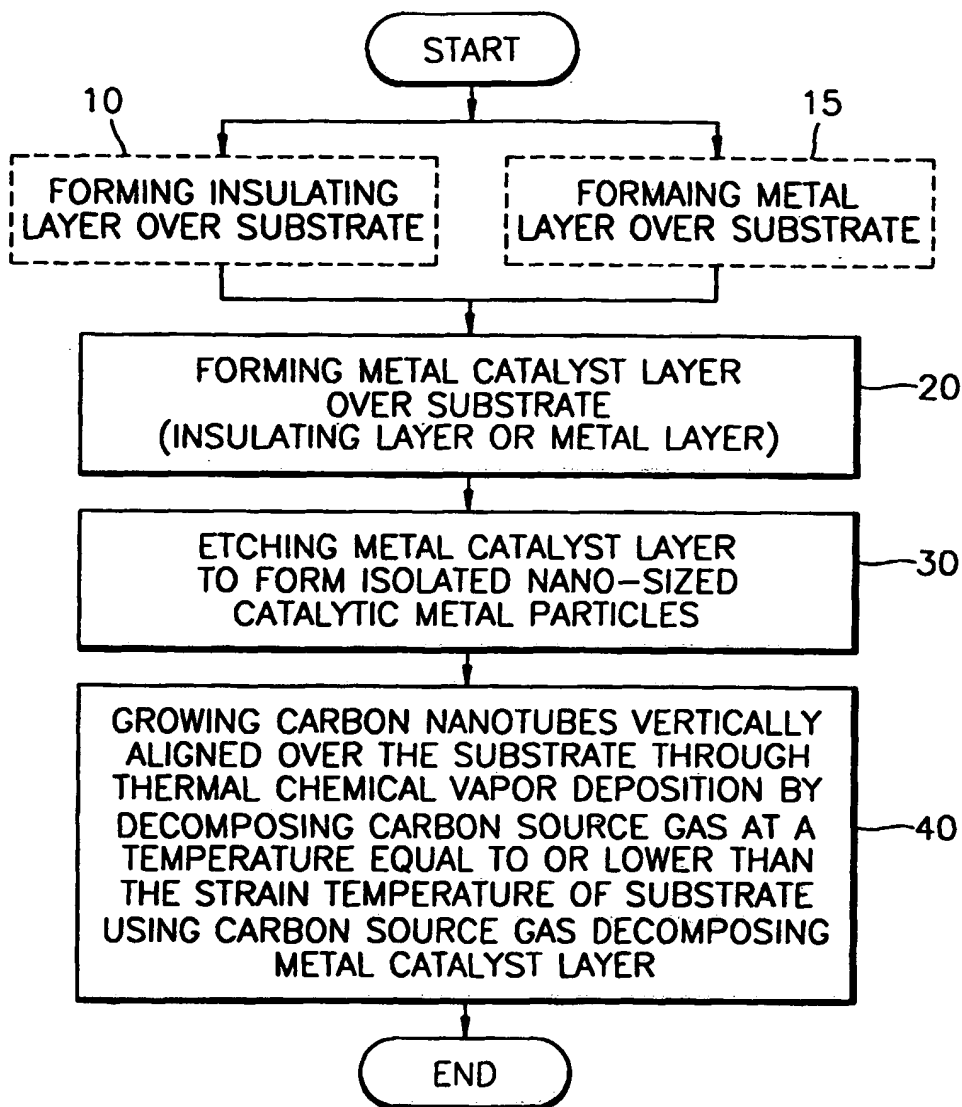 START
10
15
FORMING INSULATING
LAYER OVER SUBSTRATE
FORMAING METAL
LAYER OVER SUBSTRATE
FORMING METAL CATALYST LAYER
OVER SUBSTRATE
(INSULATING LAYER OR METAL LAYER)
20
ETCHING METAL CATALYST LAYER
TO FORM ISOLATED NANO-SIZED
CATALYTIC METAL PARTICLES
30
GROWING CARBON NANOTUBES VERTICALLY
ALIGNED OVER THE SUBSTRATE THROUGH
THERMAL CHEMICAL VAPOR DEPOSITION BY
DECOMPOSING CARBON SOURCE GAS AT A
TEMPERATURE EQUAL TO OR LOWER THAN
THE STRAIN TEMPERATURE OF SUBSTRATE
USING CARBON SOURCE GAS DECOMPOSING
METAL CATALYST LAYER
40
END